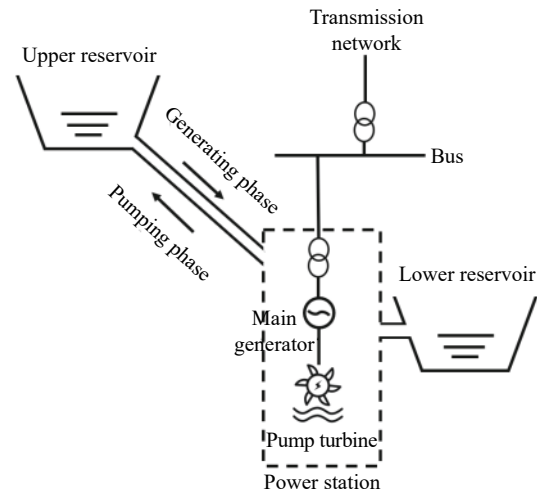 Transmission
network
Upper reservoir
Generating phase
Bus
Pumping phase
Lower reservoir
Main
generator
Pump turbine
Power station